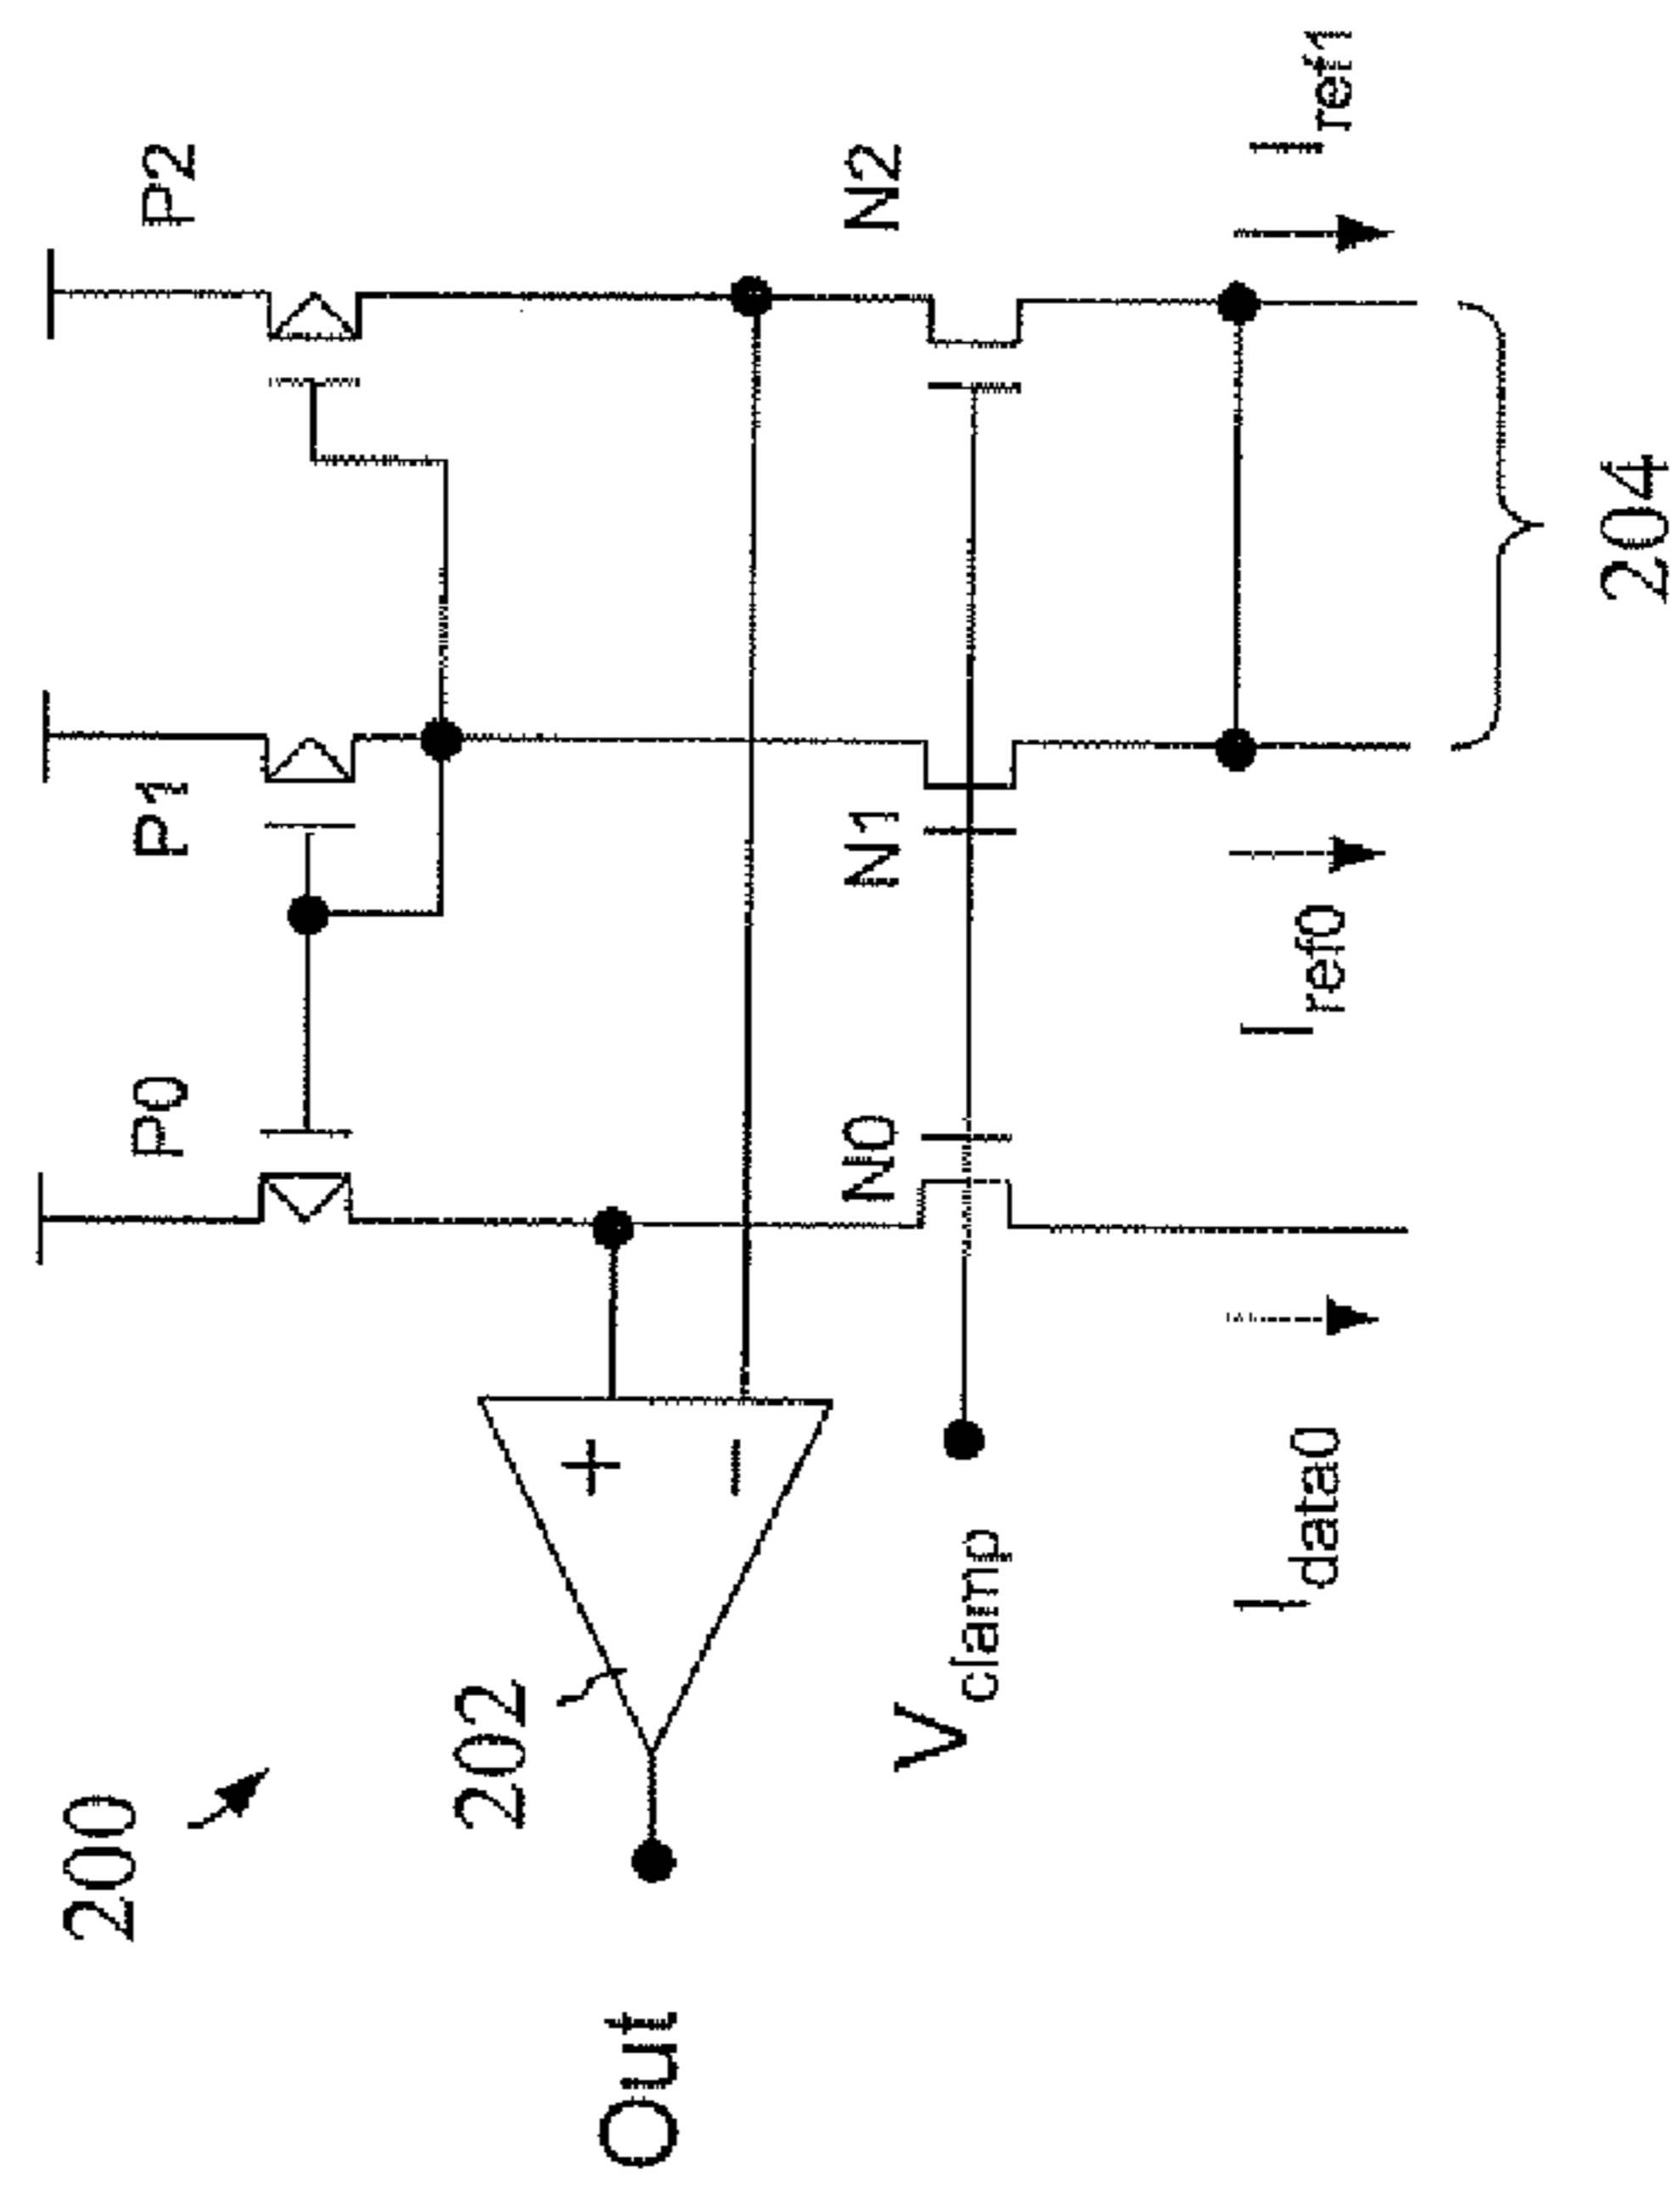 200
P0
P1
P2
202
+
−
Out
N0
N1
N2
Vclamp
Idata0
Iref0
Iref1
204